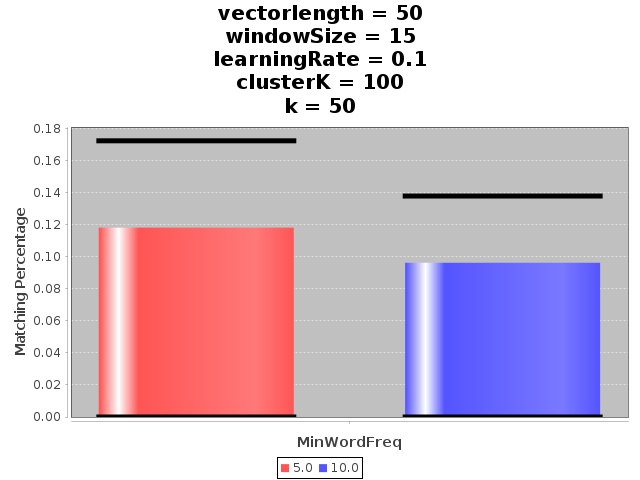 vectorlength = 50
windowSize = 15
learningRate = 0.1
clusterK = 100
k = 50
0.18
0.16
0.14
0.12
0.10
0.08
0.06
0.04
0.02
0.00
Matching Percentage
MinWordFreq
5.0 10.0